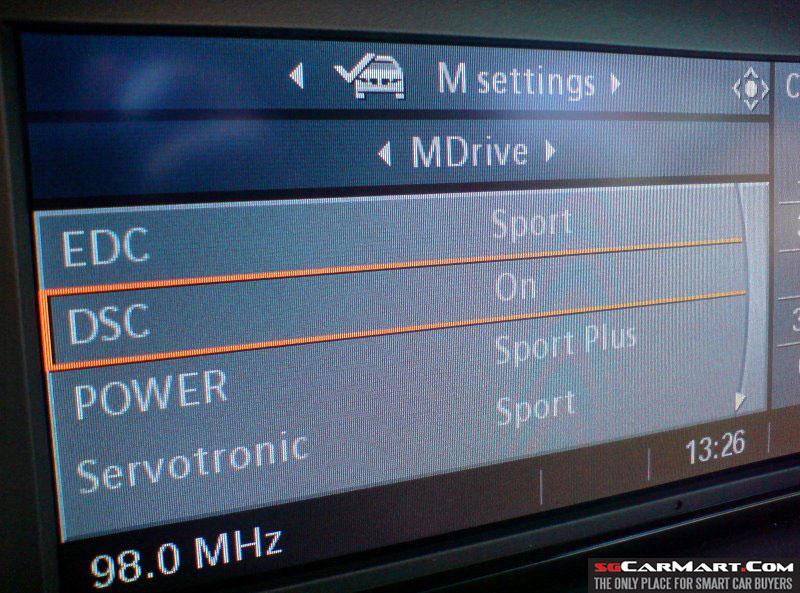 M settings
MDrive
EDC Sport
DSC On
POWER Sport Plus
Servotronic Sport
13:26
98.0 MHz
sgCarMart.Com
THE ONLY PLACE FOR SMART CAR BUYERS